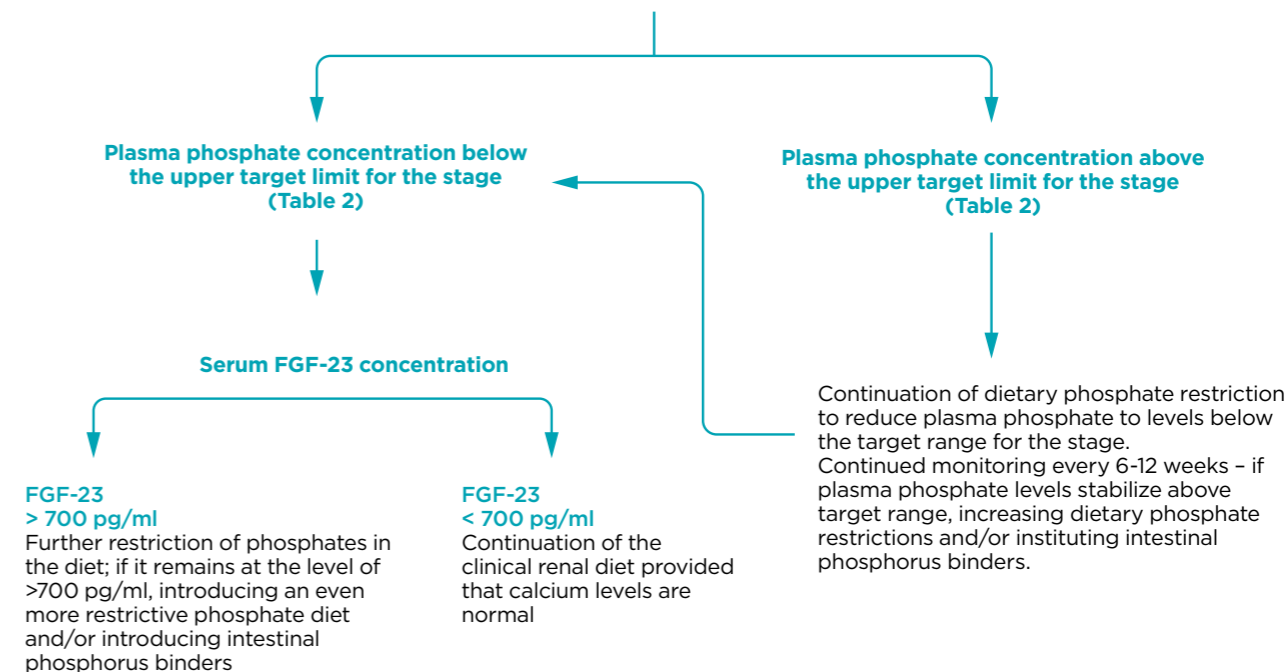 Plasma phosphate concentration below
the upper target limit for the stage
(Table 2)
Plasma phosphate concentration above
the upper target limit for the stage
(Table 2)
Serum FGF-23 concentration
FGF-23
> 700 pg/ml
Further restriction of phosphates in
the diet; if it remains at the level of
>700 pg/ml, introducing an even
more restrictive phosphate diet
and/or introducing intestinal
phosphorus binders
FGF-23
< 700 pg/ml
Continuation of the
clinical renal diet provided
that calcium levels are
normal
Continuation of dietary phosphate restriction
to reduce plasma phosphate to levels below
the target range for the stage.
Continued monitoring every 6-12 weeks – if
plasma phosphate levels stabilize above
target range, increasing dietary phosphate
restrictions and/or instituting intestinal
phosphorus binders.